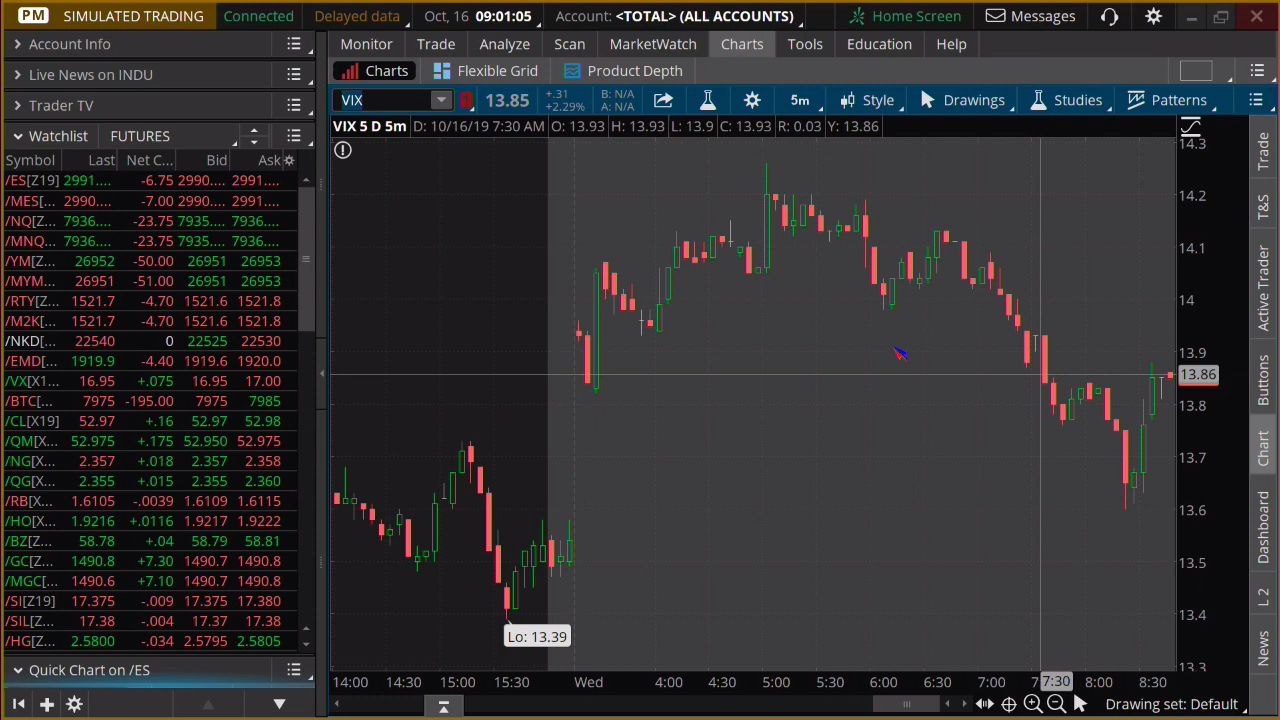 PM SIMULATED TRADING Connected Delayed data Oct, 16 09:01:05 Account: <TOTAL> (ALL ACCOUNTS) Home Screen Messages
Account Info
Live News on INDU
Trader TV
Watchlist FUTURES
Symbol Last Net C... Bid Ask
/ES[Z19] 2991.... -6.75 2990.... 2991....
/MES[... 2990.... -7.00 2990.... 2991....
/NQ[Z... 7936.... -23.75 7935.... 7936....
/MNQ... 7936.... -23.75 7935.... 7936....
/YM[Z... 26952 -50.00 26951 26953
/MYM... 26951 -51.00 26951 26953
/RTY[Z... 1521.7 -4.70 1521.6 1521.8
/M2K[... 1521.7 -4.70 1521.6 1521.8
/NKD[... 22540 0 22525 22530
/EMD[... 1919.9 -4.40 1919.6 1920.0
/VX[X1... 16.95 +.075 16.95 17.00
/BTC[... 7975 -195.00 7975 7985
/CL[X19] 52.97 +.16 52.97 52.98
/QM[X... 52.975 +.175 52.950 52.975
/NG[X... 2.357 +.018 2.357 2.358
/QG[X... 2.355 +.015 2.355 2.360
/RB[X... 1.6105 -.0039 1.6109 1.6115
/HO[X... 1.9216 +.0116 1.9217 1.9222
/BZ[Z... 58.78 +.04 58.79 58.81
/GC[Z... 1490.8 +7.30 1490.7 1490.8
/MGC[... 1490.6 +7.10 1490.7 1490.8
/SI[Z19] 17.375 -.009 17.375 17.380
/SIL[Z... 17.38 -.004 17.37 17.38
/HG[Z... 2.5800 -.034 2.5795 2.5805
Quick Chart on /ES
Monitor Trade Analyze Scan MarketWatch Charts Tools Education Help
Charts Flexible Grid Product Depth
VIX 13.85 +.31 +2.29% B: N/A A: N/A 5m Style Drawings Studies Patterns
VIX 5 D 5m D: 10/16/19 7:30 AM O: 13.93 H: 13.93 L: 13.9 C: 13.93 R: 0.03 Y: 13.86
14.3
14.2
14.1
14
13.9
13.86
13.8
13.7
13.6
13.5
13.4
13.3
Lo: 13.39
14:00 14:30 15:00 15:30 Wed 4:00 4:30 5:00 5:30 6:00 6:30 7:00 7:30 8:00 8:30
Drawing set: Default
Trade
T&S
Active Trader
Buttons
Chart
Dashboard
L 2
News